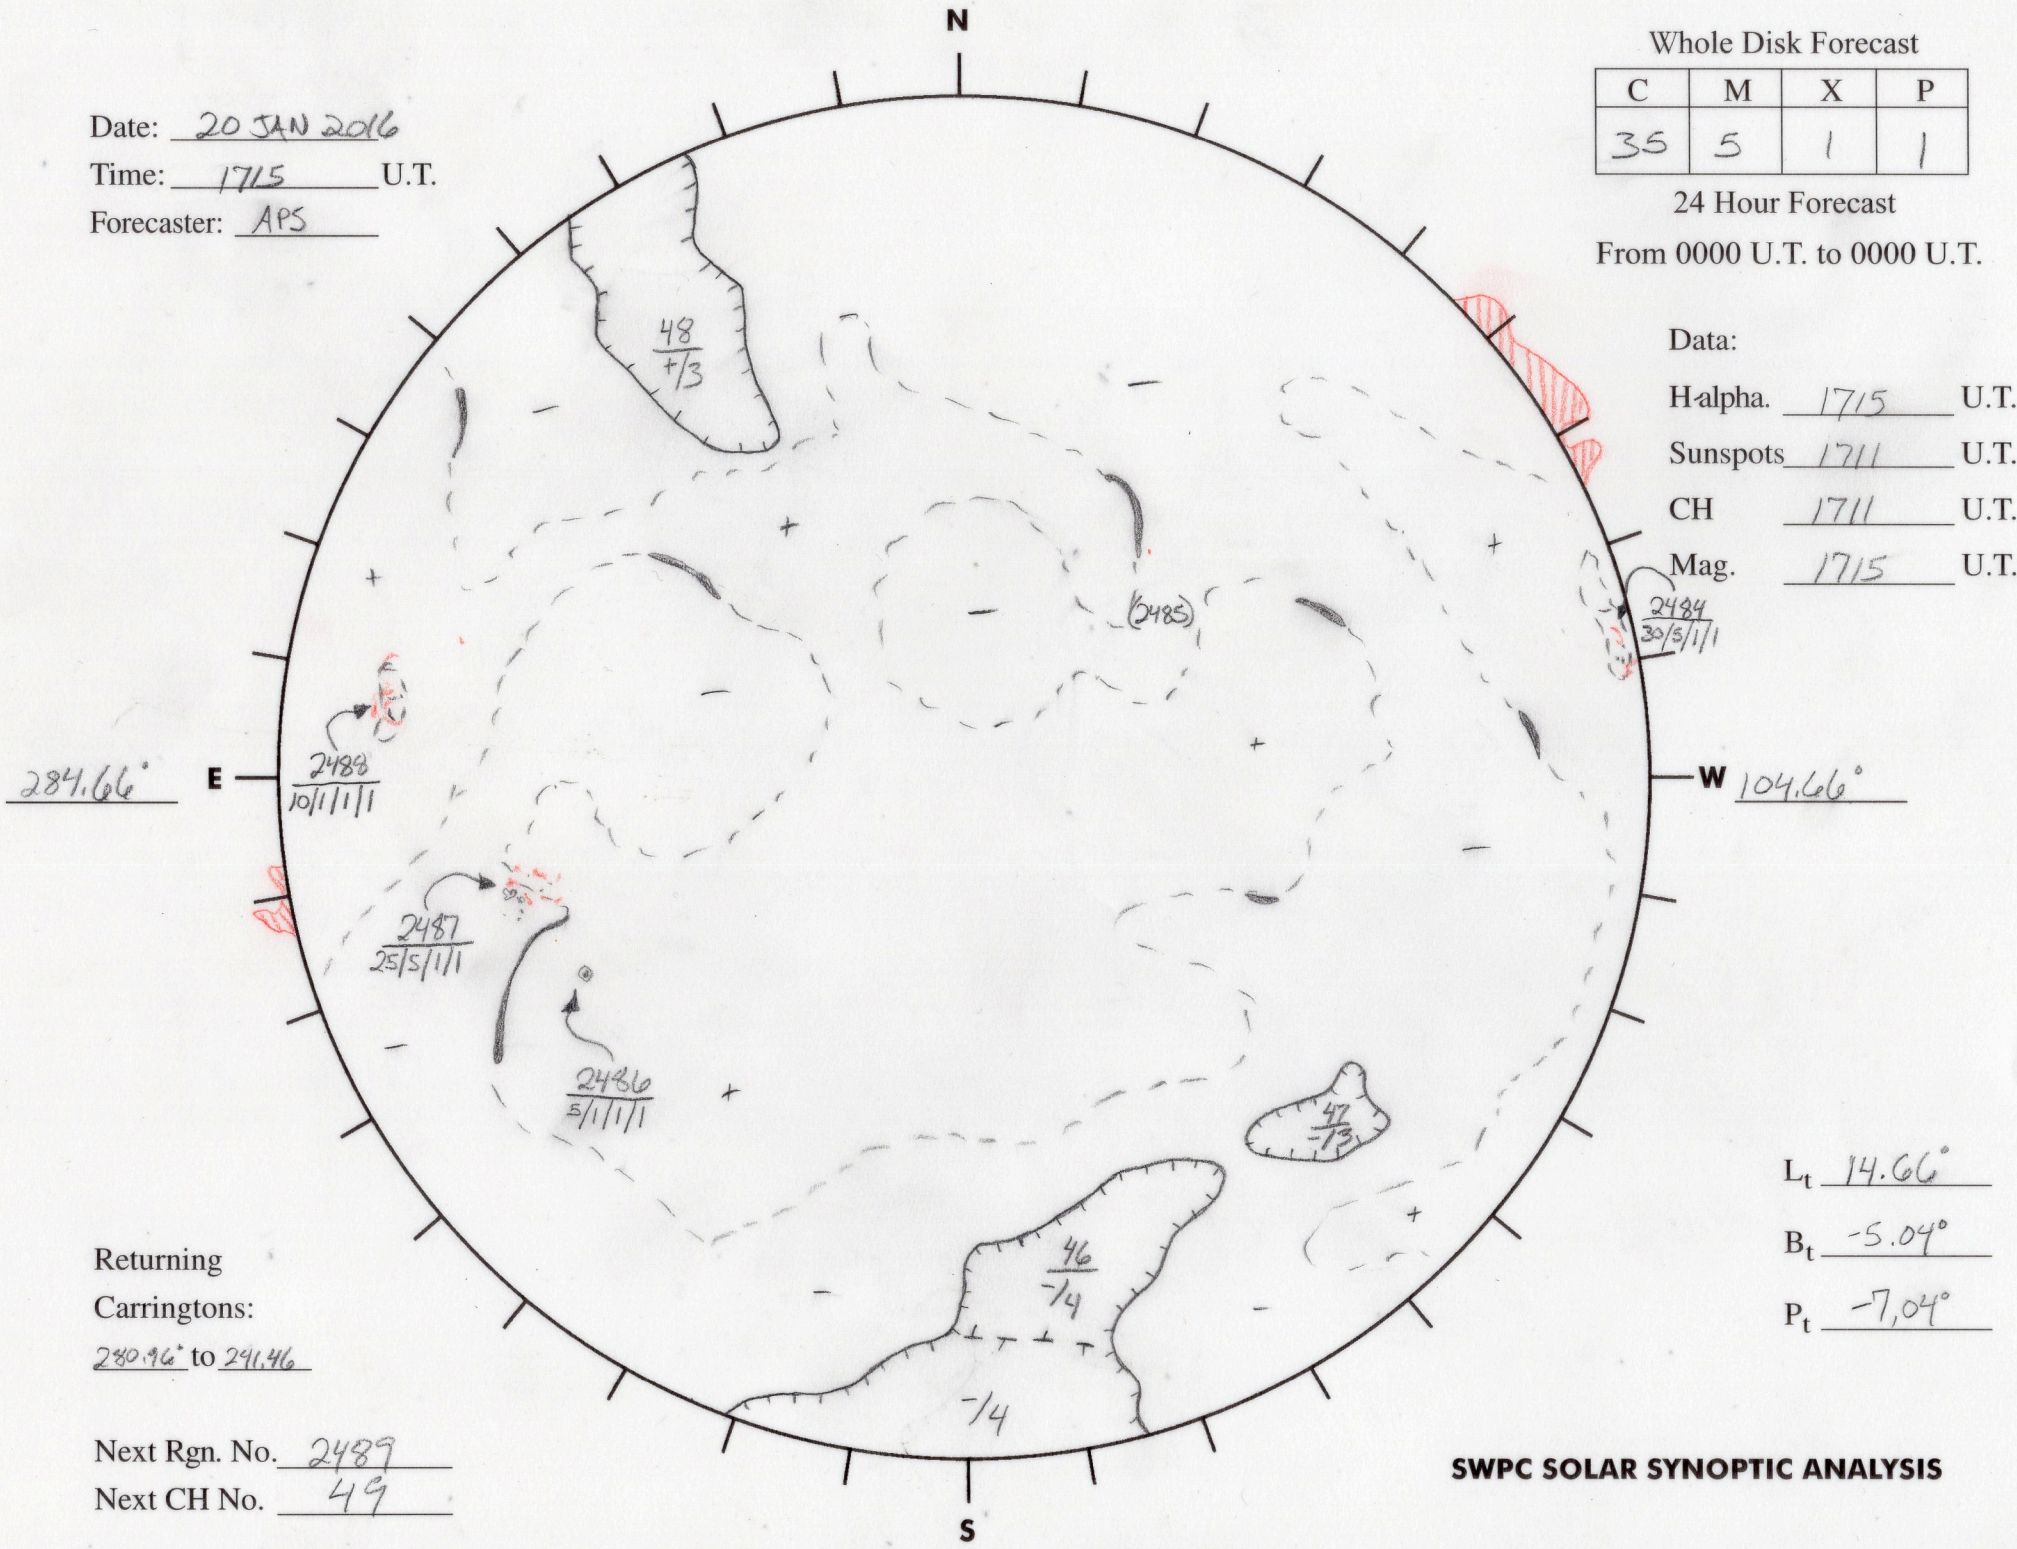 N
Whole Disk Forecast
C M X P
35 5 1 1
24 Hour Forecast
From 0000 U.T. to 0000 U.T.
Date: 20 JAN 2016
Time: 1715 U.T.
Forecaster: APS
Data:
H-alpha. 1715 U.T.
Sunspots 1711 U.T.
CH 1711 U.T.
Mag. 1715 U.T.
48
+/3
-
-
+
+
+
-
(2485)
2484
30/5/1/1
-
+
2488
10/1/1/1
284.66° E
W 104.66°
-
2487
25/5/1/1
-
2486
5/1/1/1
+
47
-/3
+
46
-/4
-
-
-/4
Lt 14.66°
Bt -5.04°
Pt -7.04°
Returning
Carringtons:
280.96° to 291.46
Next Rgn. No. 2489
Next CH No. 49
SWPC SOLAR SYNOPTIC ANALYSIS
S